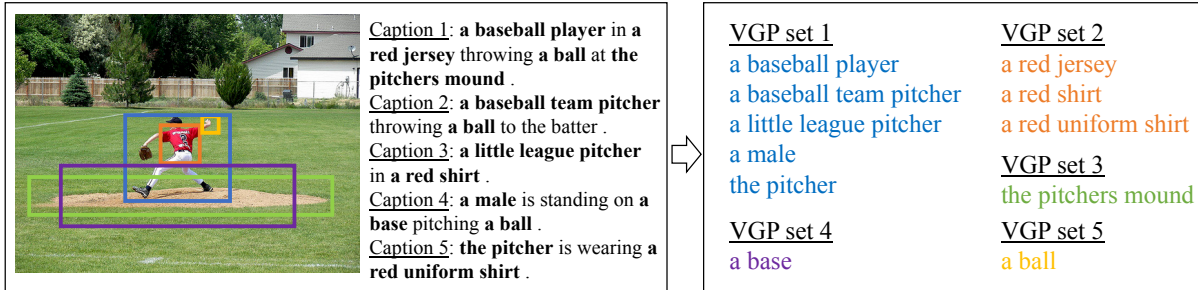 Caption 1: a baseball player in a
red jersey throwing a ball at the
pitchers mound .
Caption 2: a baseball team pitcher
throwing a ball to the batter .
Caption 3: a little league pitcher
in a red shirt .
Caption 4: a male is standing on a
base pitching a ball .
Caption 5: the pitcher is wearing a
red uniform shirt .
VGP set 1
a baseball player
a baseball team pitcher
a little league pitcher
a male
the pitcher
VGP set 2
a red jersey
a red shirt
a red uniform shirt
VGP set 3
the pitchers mound
VGP set 4
a base
VGP set 5
a ball